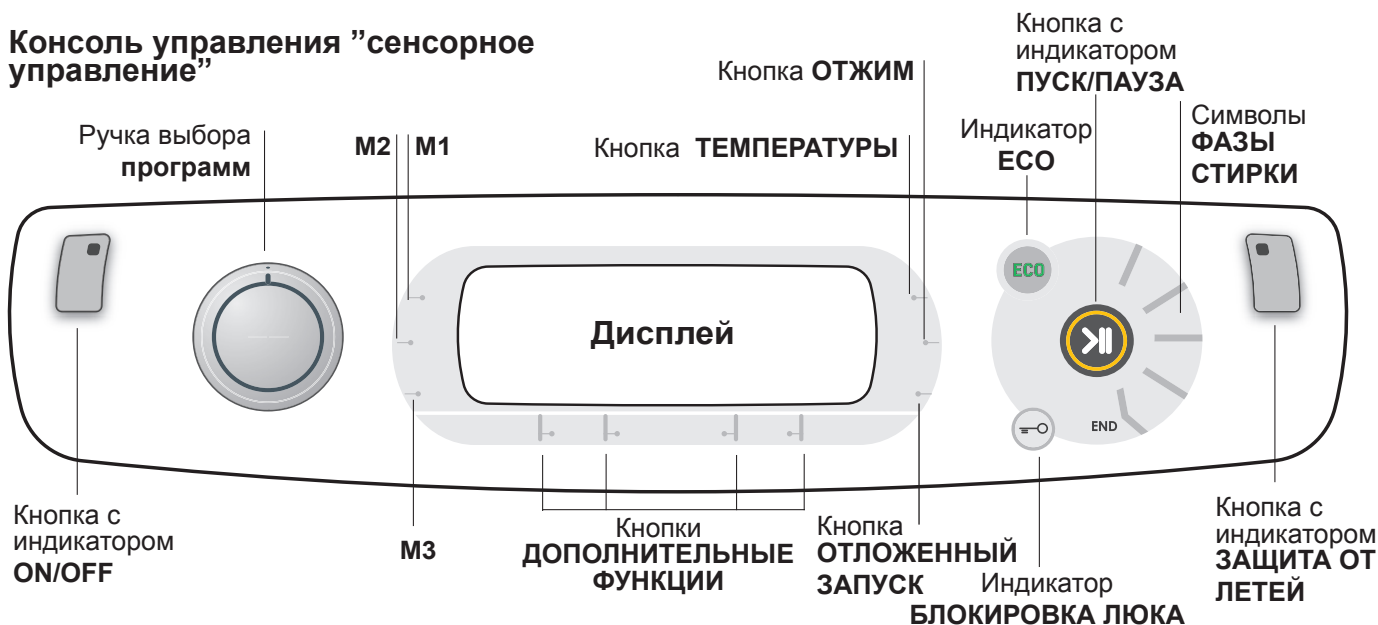 Консоль управления ”сенсорное
управление”
Кнопка с
индикатором
ПУСК/ПАУЗА
Кнопка ОТЖИМ
Символы
ФАЗЫ
СТИРКИ
Индикатор
ECO
Ручка выбора
программ
M2 M1
Кнопка ТЕМПЕРАТУРЫ
ECO
Дисплей
END
Кнопка с
индикатором
ON/OFF
M3
Кнопки
ДОПОЛНИТЕЛЬНЫЕ
ФУНКЦИИ
Кнопка
ОТЛОЖЕННЫЙ
ЗАПУСК
Индикатор
БЛОКИРОВКА ЛЮКА
Кнопка с
индикатором
ЗАЩИТА ОТ
ЛЕТЕЙ